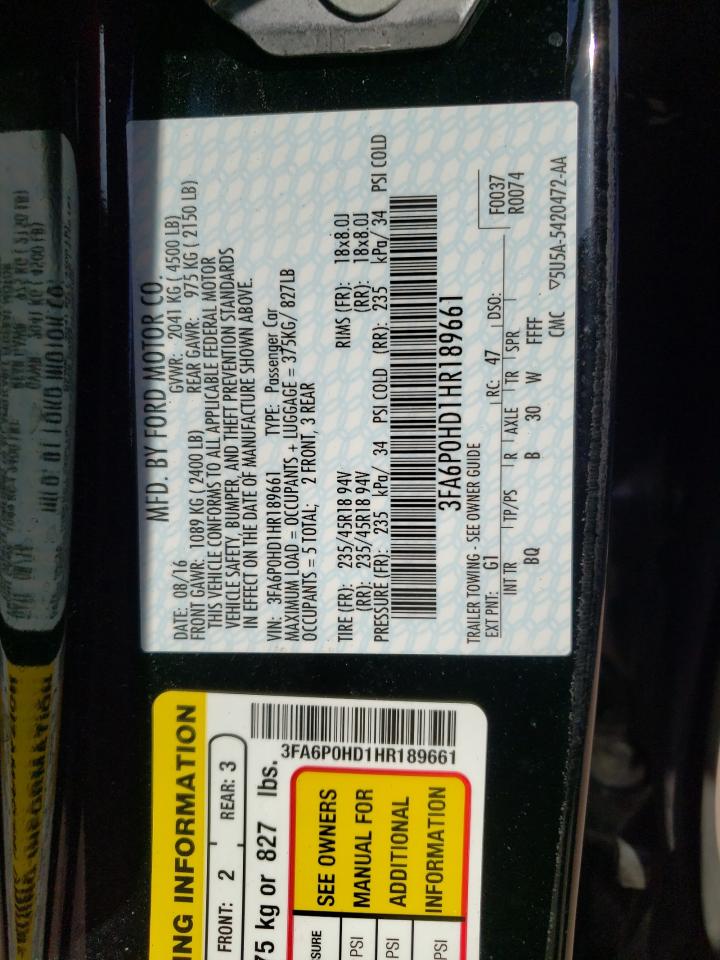 MFD. BY FORD MOTOR CO.
DATE: 08/16 GVWR: 2041 KG ( 4500 LB)
FRONT GAWR: 1089 KG ( 2400 LB) REAR GAWR: 975 KG ( 2150 LB)
THIS VEHICLE CONFORMS TO ALL APPLICABLE FEDERAL MOTOR
VEHICLE SAFETY, BUMPER, AND THEFT PREVENTION STANDARDS
IN EFFECT ON THE DATE OF MANUFACTURE SHOWN ABOVE.
VIN: 3FA6P0HD1HR189661 TYPE: Passenger Car
MAXIMUM LOAD = OCCUPANTS + LUGGAGE = 375KG/ 827LB
OCCUPANTS = 5 TOTAL; 2 FRONT, 3 REAR
TIRE (FR): 235/45R18 94V RIMS (FR): 18x8.0J
(RR): 235/45R18 94V (RR): 18x8.0J
PRESSURE (FR): 235 kPa/ 34 PSI COLD (RR): 235 kPa/ 34 PSI COLD
3FA6P0HD1HR189661
TRAILER TOWING - SEE OWNER GUIDE F0037
R0074
EXT PNT: G1 RC: 47 DSO:
INT TR TP/PS R AXLE TR SPR
BQ B 30 W FFFF
CMC ▽5U5A-5420472-AA
ING INFORMATION
FRONT: 2 REAR: 3
75 kg or 827 lbs.
3FA6P0HD1HR189661
SEE OWNERS
MANUAL FOR
ADDITIONAL
INFORMATION
SURE
PSI
PSI
PSI